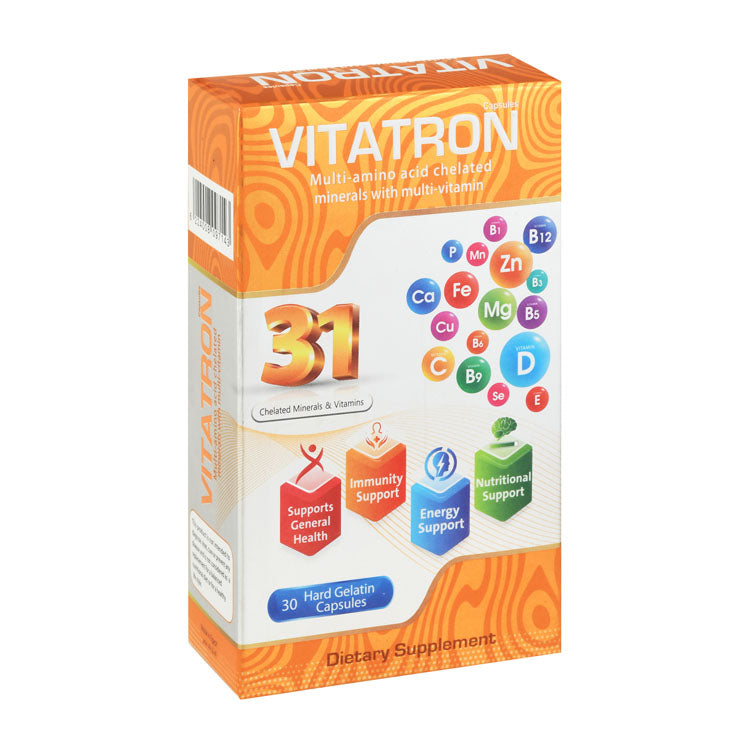 VITATRON
Capsules
VITATRON
Multi-amino acid chelated
minerals with multi-vitamin
B1
B12
P
Mn
Zn
B3
Ca
Fe
Mg
B5
Cu
B6
VITAMIN
D
C
B9
Se
E
31
Chelated Minerals & Vitamins
Supports
General
Health
Immunity
Support
Energy
Support
Nutritional
Support
30 Hard Gelatin
Capsules
Dietary Supplement
VITATRON
Multi-amino acid chelated
minerals with multi-vitamin